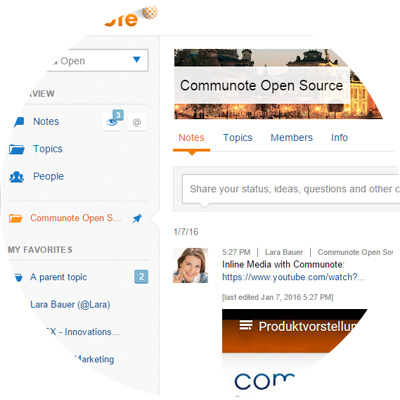 Open
Communote Open Source
Notes
Topics
Members
Info
Notes
3
@
Topics
People
Share your status, ideas, questions and other c
Communote Open S...
1/7/16
MY FAVORITES
5:27 PM | Lara Bauer | Communote Open Sou
Inline Media with Communote:
https://www.youtube.com/watch?...
[last edited Jan 7, 2016 5:27 PM]
A parent topic
2
Lara Bauer (@Lara)
X - Innovations...
Marketing
Produktvorstellun
com